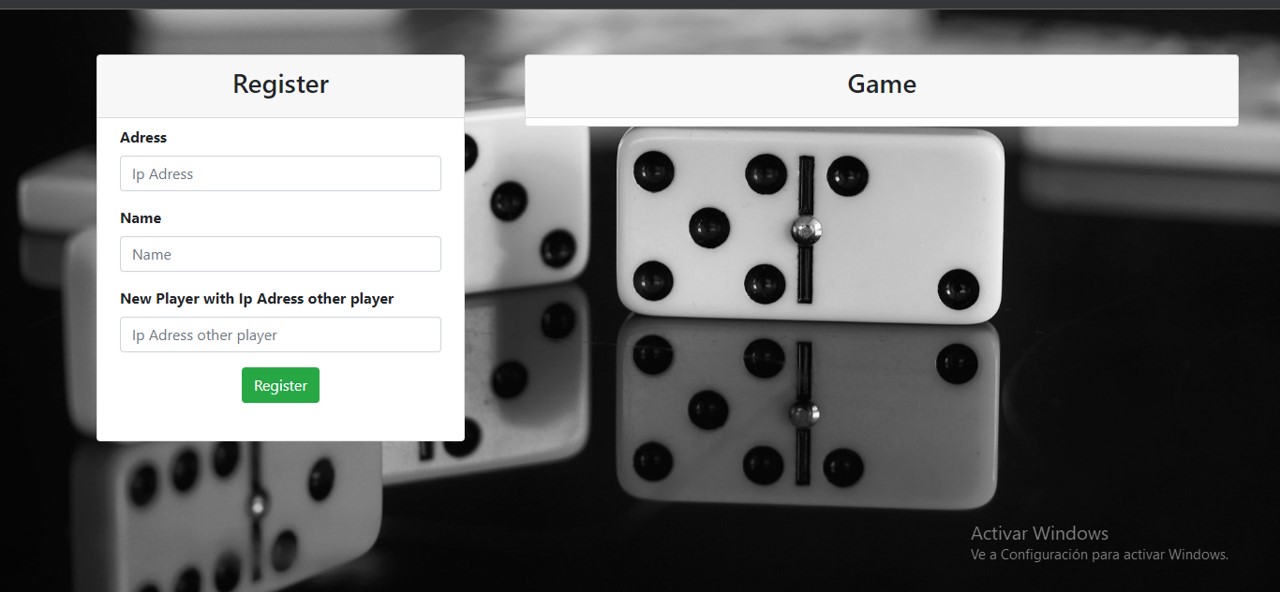 Register
Adress
Ip Adress
Name
Name
New Player with Ip Adress other player
Ip Adress other player
Register
Game
Activar Windows
Ve a Configuración para activar Windows.